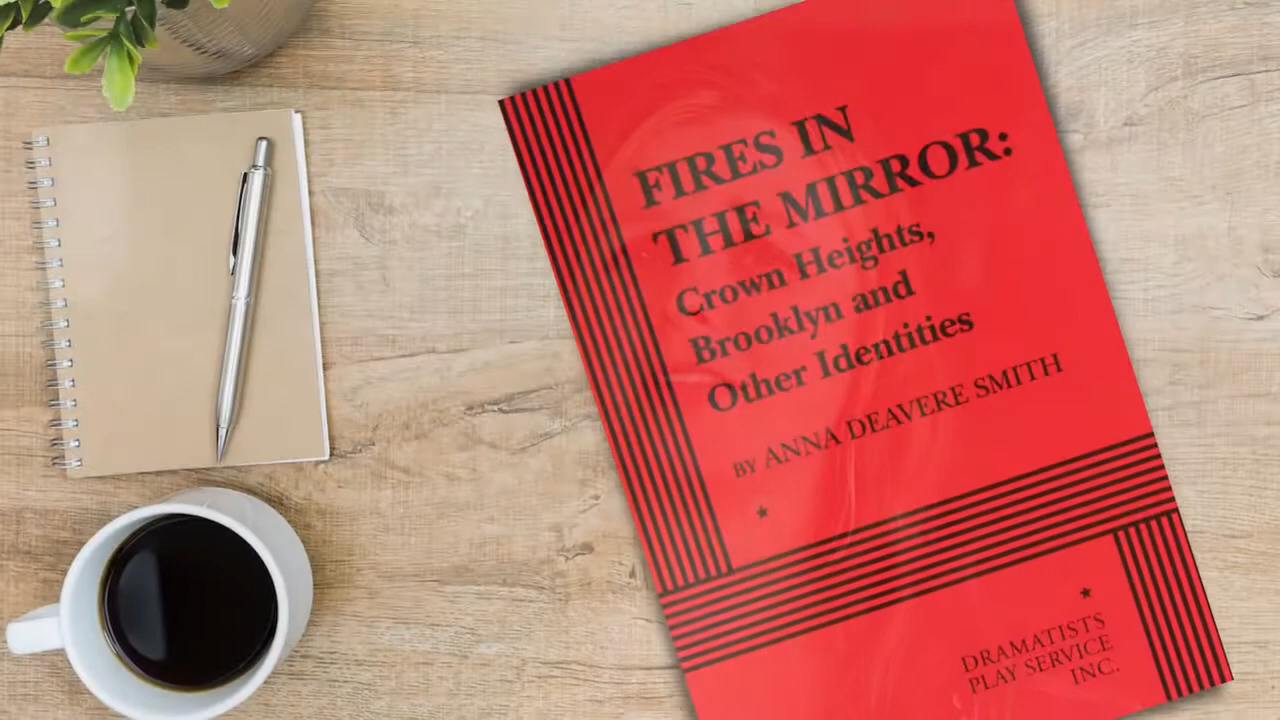 FIRES IN
THE MIRROR:
Crown Heights,
Brooklyn and
Other Identities
BY ANNA DEAVERE SMITH
DRAMATISTS
PLAY SERVICE
INC.